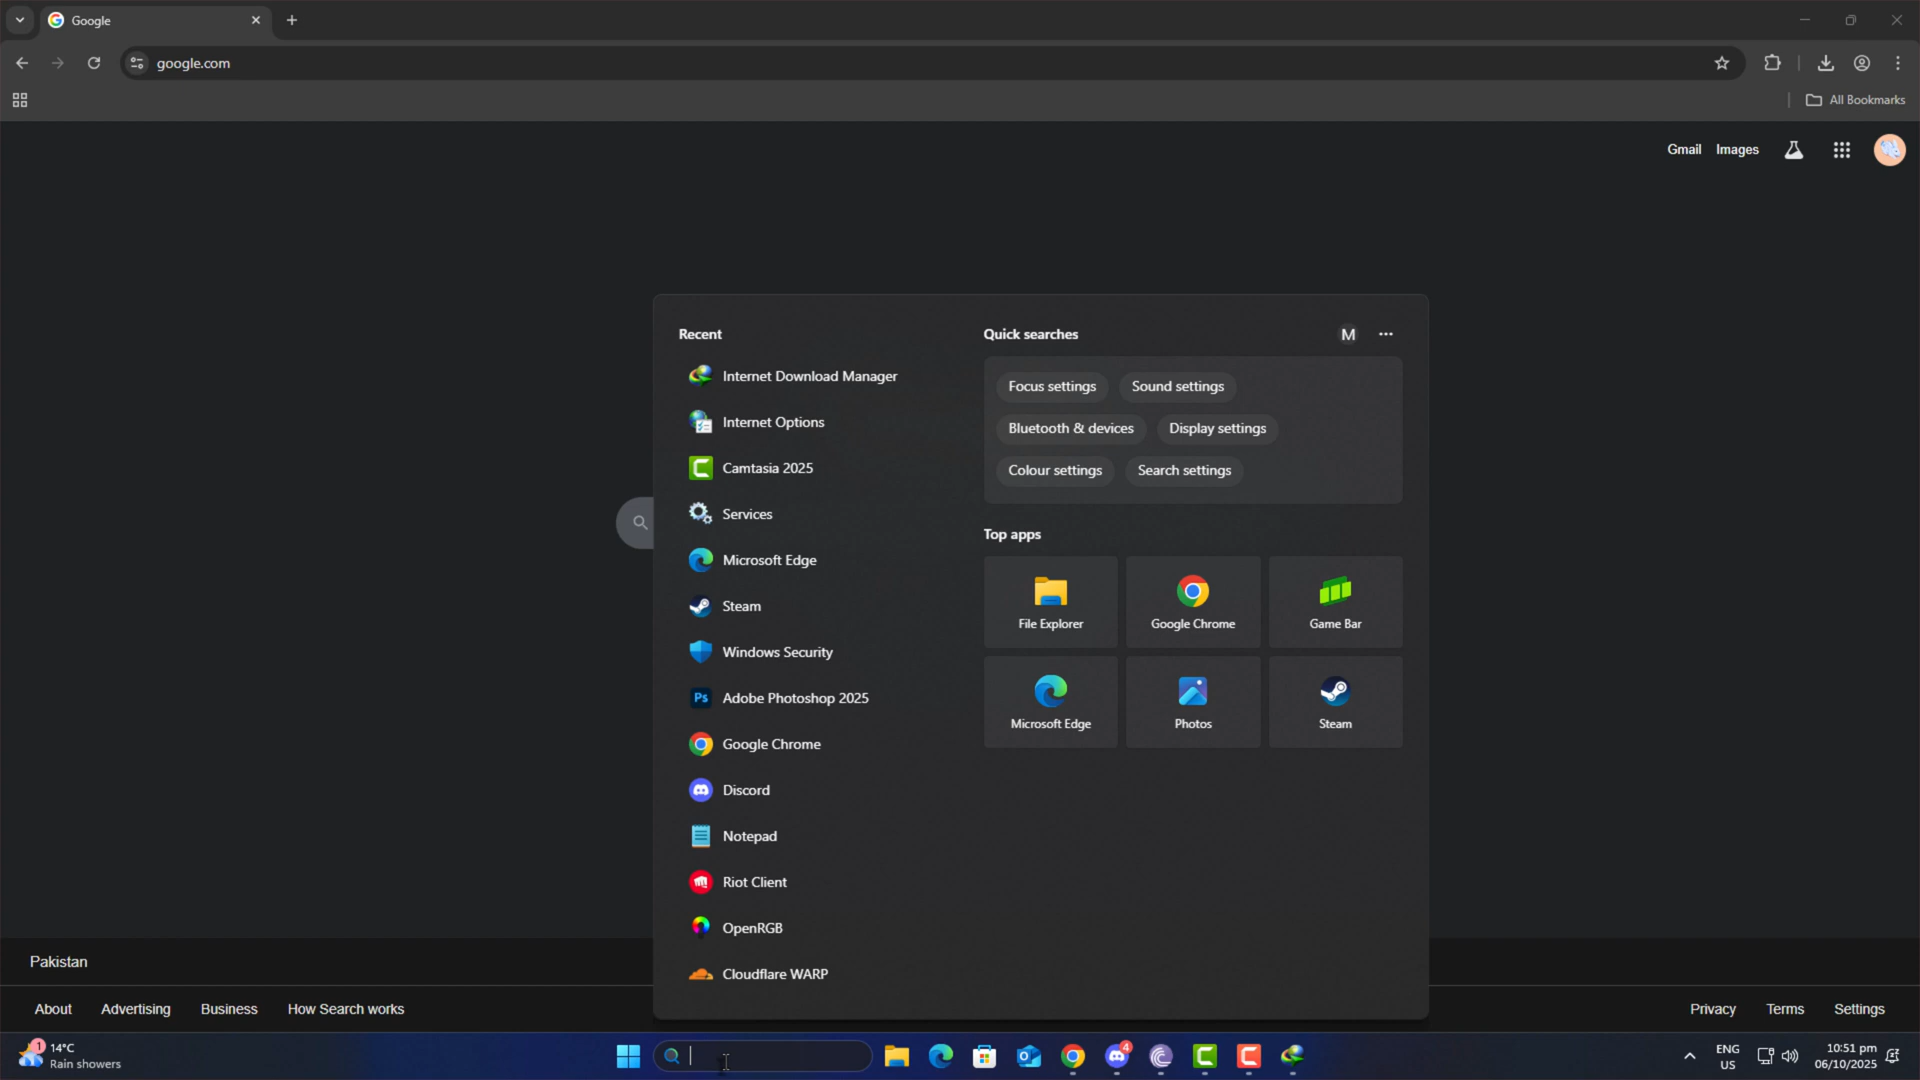 Google
google.com
All Bookmarks
Gmail Images
Recent
Internet Download Manager
Internet Options
Camtasia 2025
Services
Microsoft Edge
Steam
Windows Security
Ps Adobe Photoshop 2025
Google Chrome
Discord
Notepad
Riot Client
OpenRGB
Cloudflare WARP
Quick searches M
Focus settings Sound settings
Bluetooth & devices Display settings
Colour settings Search settings
Top apps
File Explorer Google Chrome Game Bar
Microsoft Edge Photos Steam
Pakistan
About Advertising Business How Search works
Privacy Terms Settings
1 14°C
Rain showers
4
ENG
US
10:51 pm
06/10/2025